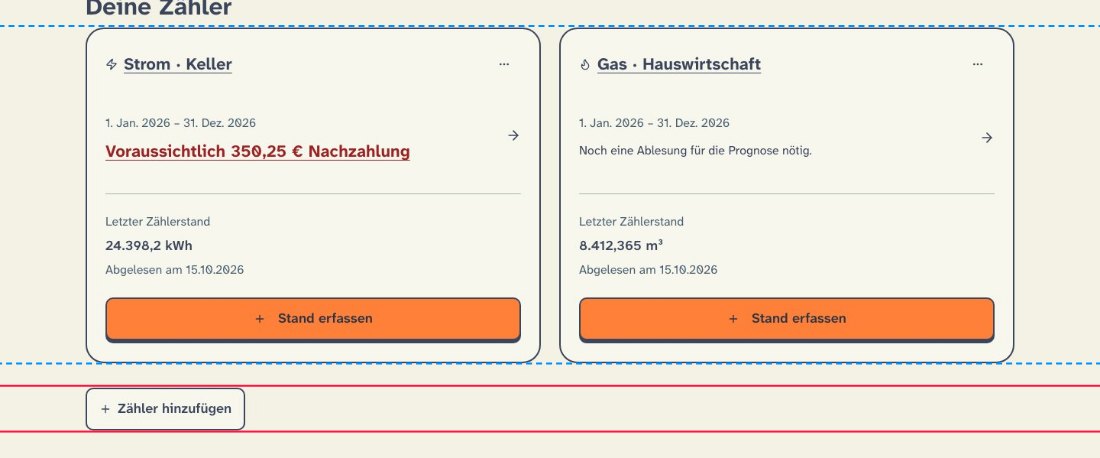 Deine Zähler
Strom · Keller
...
1. Jan. 2026 – 31. Dez. 2026
Voraussichtlich 350,25 € Nachzahlung
Letzter Zählerstand
24.398,2 kWh
Abgelesen am 15.10.2026
+ Stand erfassen
Gas · Hauswirtschaft
...
1. Jan. 2026 – 31. Dez. 2026
Noch eine Ablesung für die Prognose nötig.
Letzter Zählerstand
8.412,365 m³
Abgelesen am 15.10.2026
+ Stand erfassen
+ Zähler hinzufügen